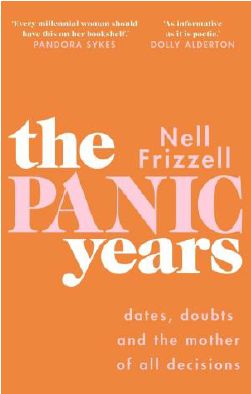 'Every millennial woman should
have this on her bookshelf.'
PANDORA SYKES
'As informative
as it is poetic.'
DOLLY ALDERTON
the
Nell
Frizzell
PANIC
years
dates, doubts
and the mother
of all decisions